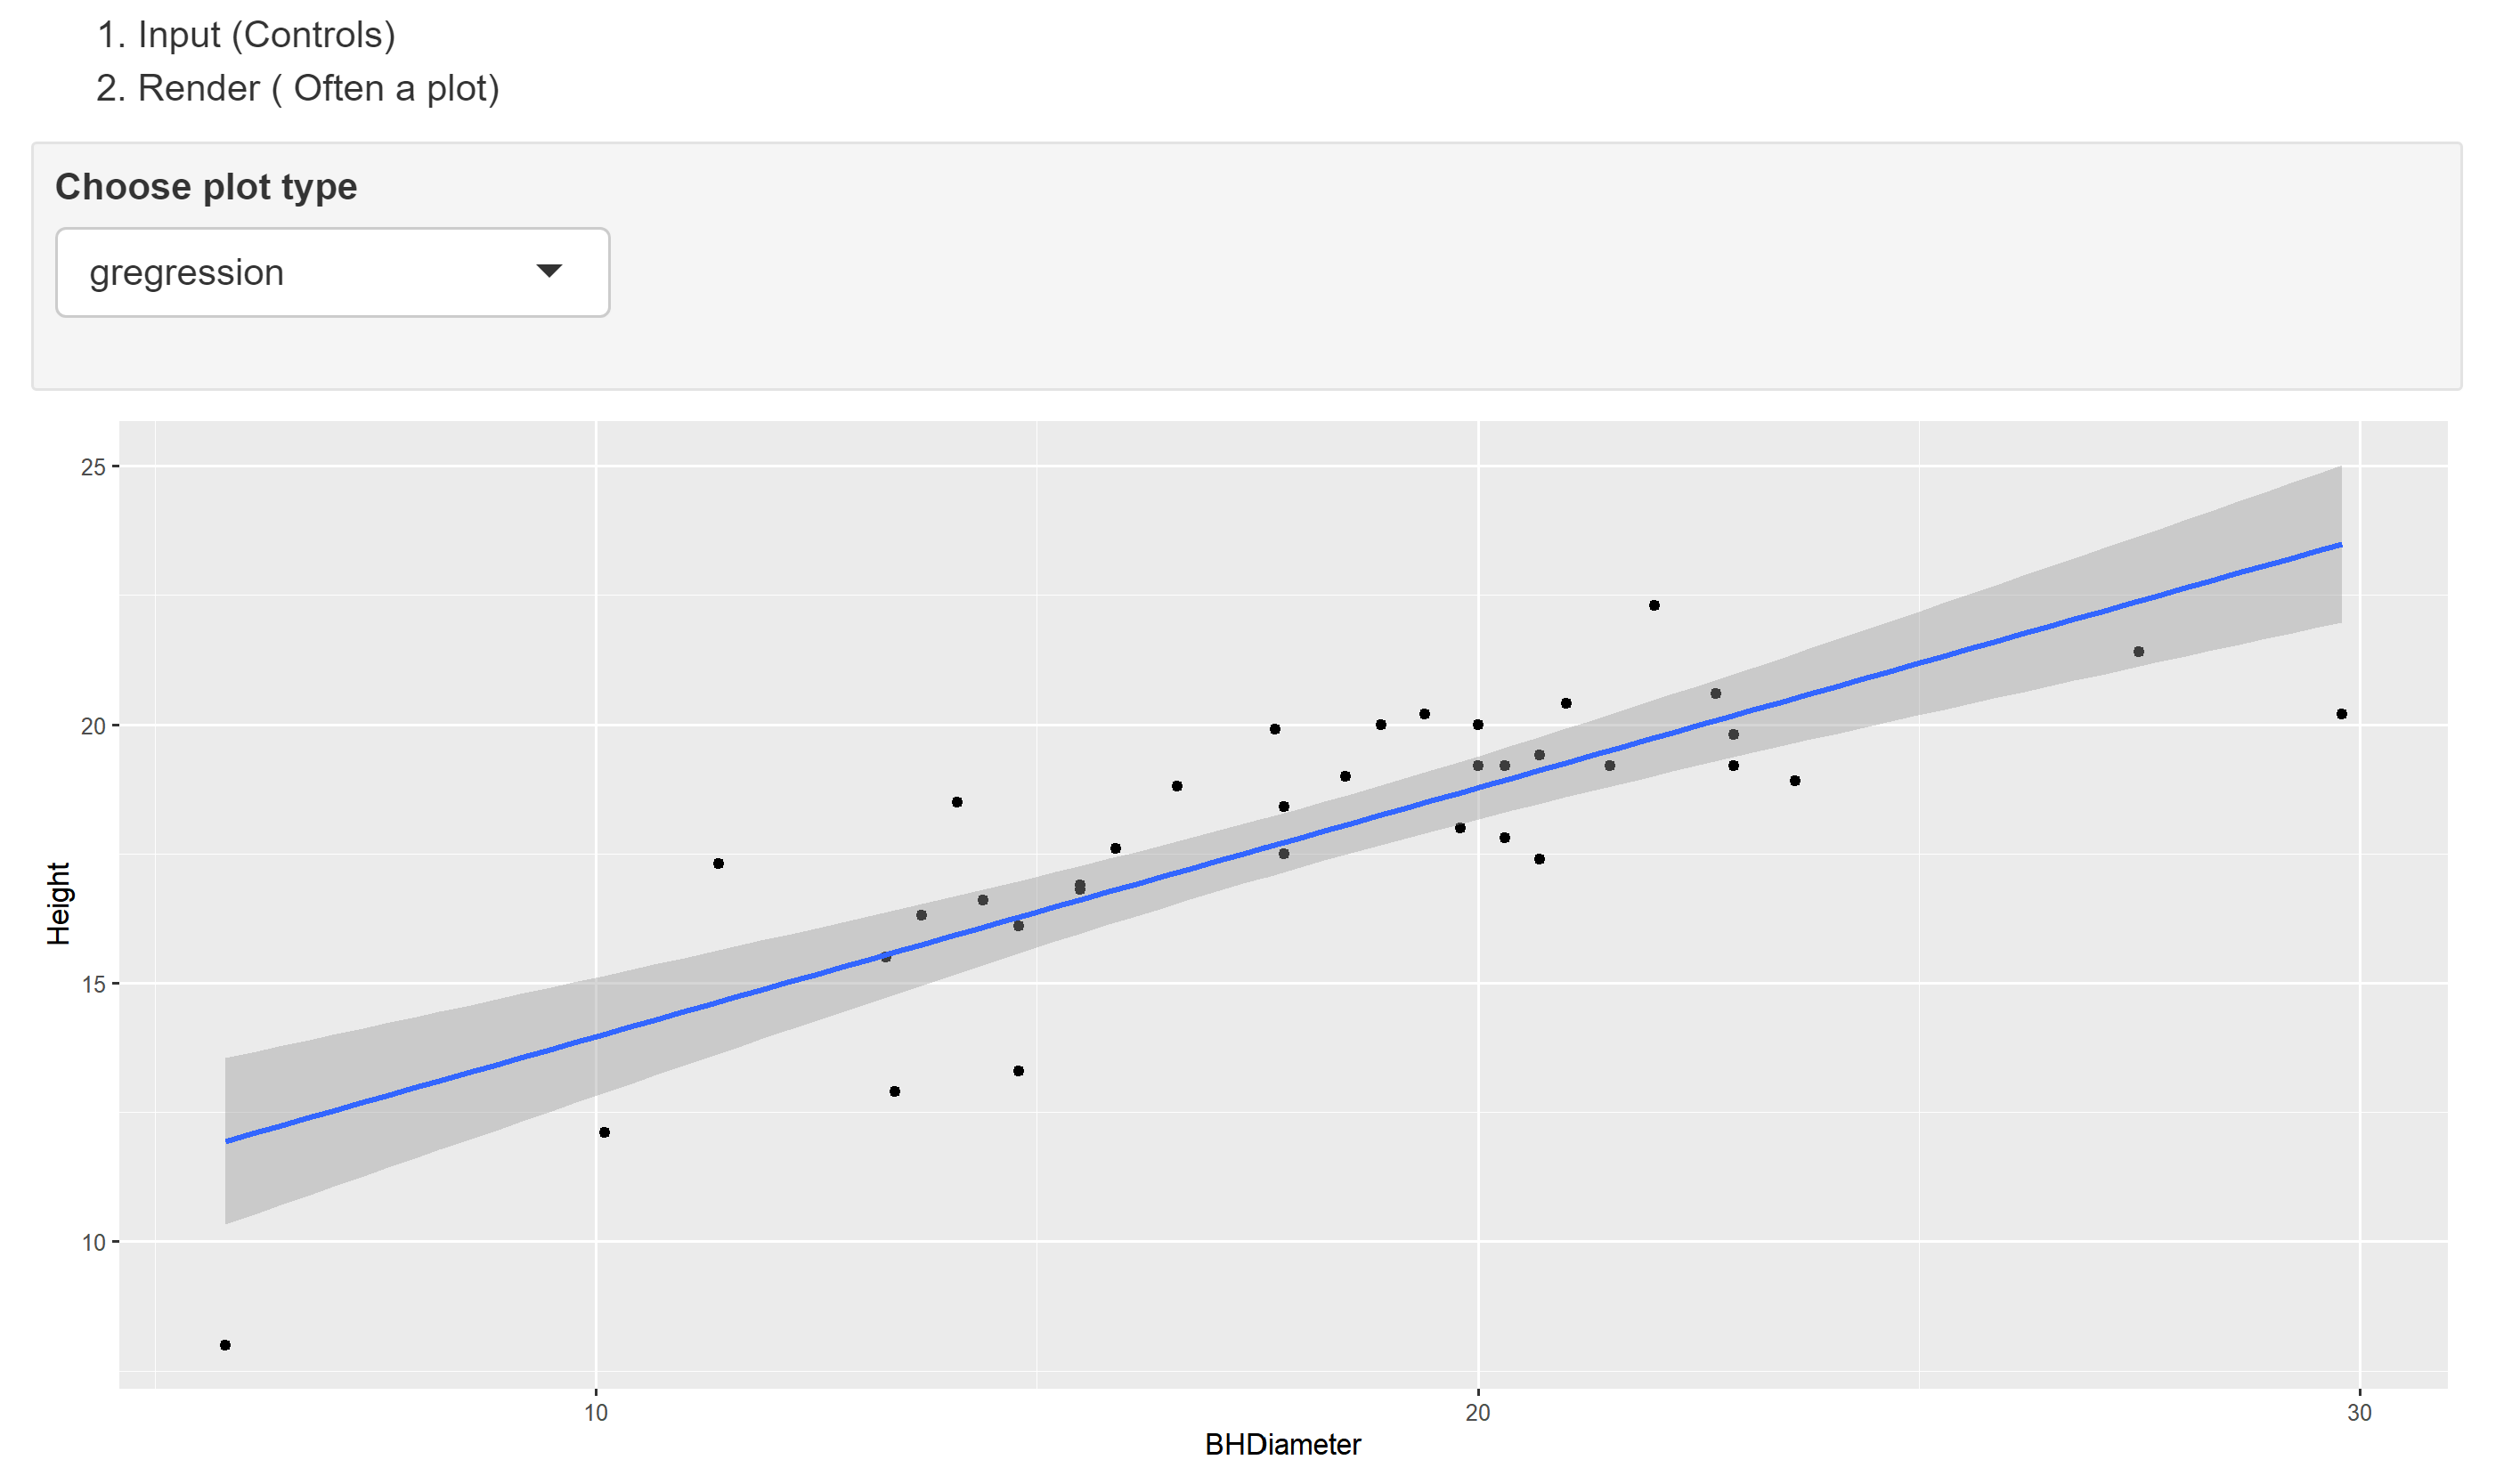 1. Input (Controls)
2. Render ( Often a plot)
Choose plot type
gregression
25
20
15
10
Height
10 20 30
BHDiameter